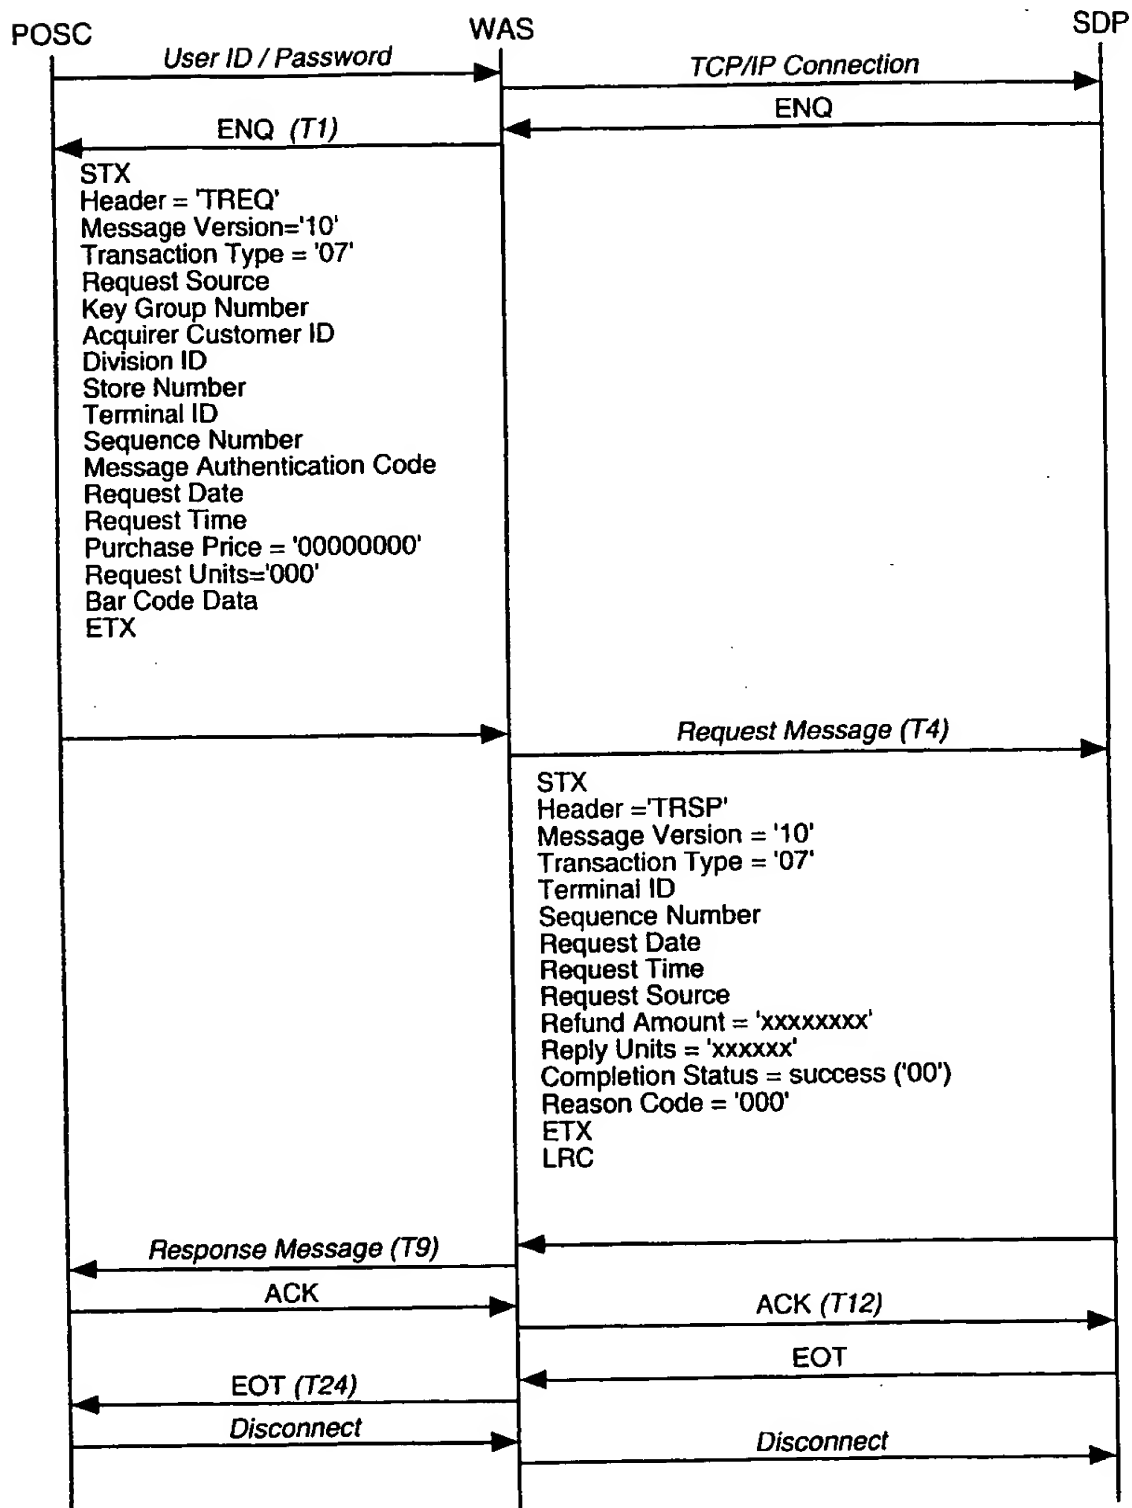 POSC
WAS
SDP
User ID / Password
TCP/IP Connection
ENQ
ENQ (T1)
STX
Header = 'TREQ'
Message Version='10'
Transaction Type = '07'
Request Source
Key Group Number
Acquirer Customer ID
Division ID
Store Number
Terminal ID
Sequence Number
Message Authentication Code
Request Date
Request Time
Purchase Price = '00000000'
Request Units='000'
Bar Code Data
ETX
Request Message (T4)
STX
Header ='TRSP'
Message Version = '10'
Transaction Type = '07'
Terminal ID
Sequence Number
Request Date
Request Time
Request Source
Refund Amount = 'xxxxxxxx'
Reply Units = 'xxxxxx'
Completion Status = success ('00')
Reason Code = '000'
ETX
LRC
Response Message (T9)
ACK
ACK (T12)
EOT
EOT (T24)
Disconnect
Disconnect